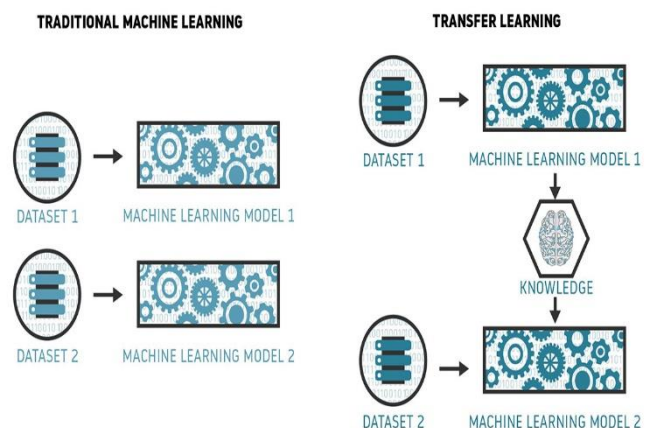 TRADITIONAL MACHINE LEARNING
DATASET 1
MACHINE LEARNING MODEL 1
DATASET 2
MACHINE LEARNING MODEL 2
TRANSFER LEARNING
DATASET 1
MACHINE LEARNING MODEL 1
KNOWLEDGE
DATASET 2
MACHINE LEARNING MODEL 2